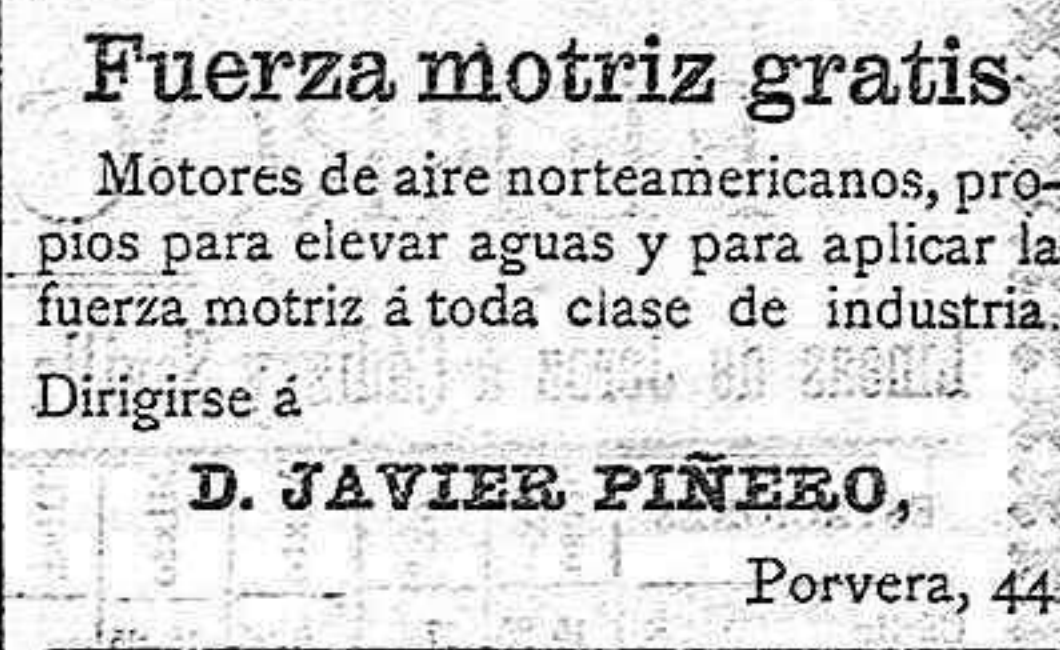 Fuerza motriz gratis
Motores de aire norteamericanos, pro-
pios para elevar aguas y para aplicar la
fuerza motriz á toda clase de industria.
Dirigirse á
D. JAVIER PIÑERO,
Porvera, 44.